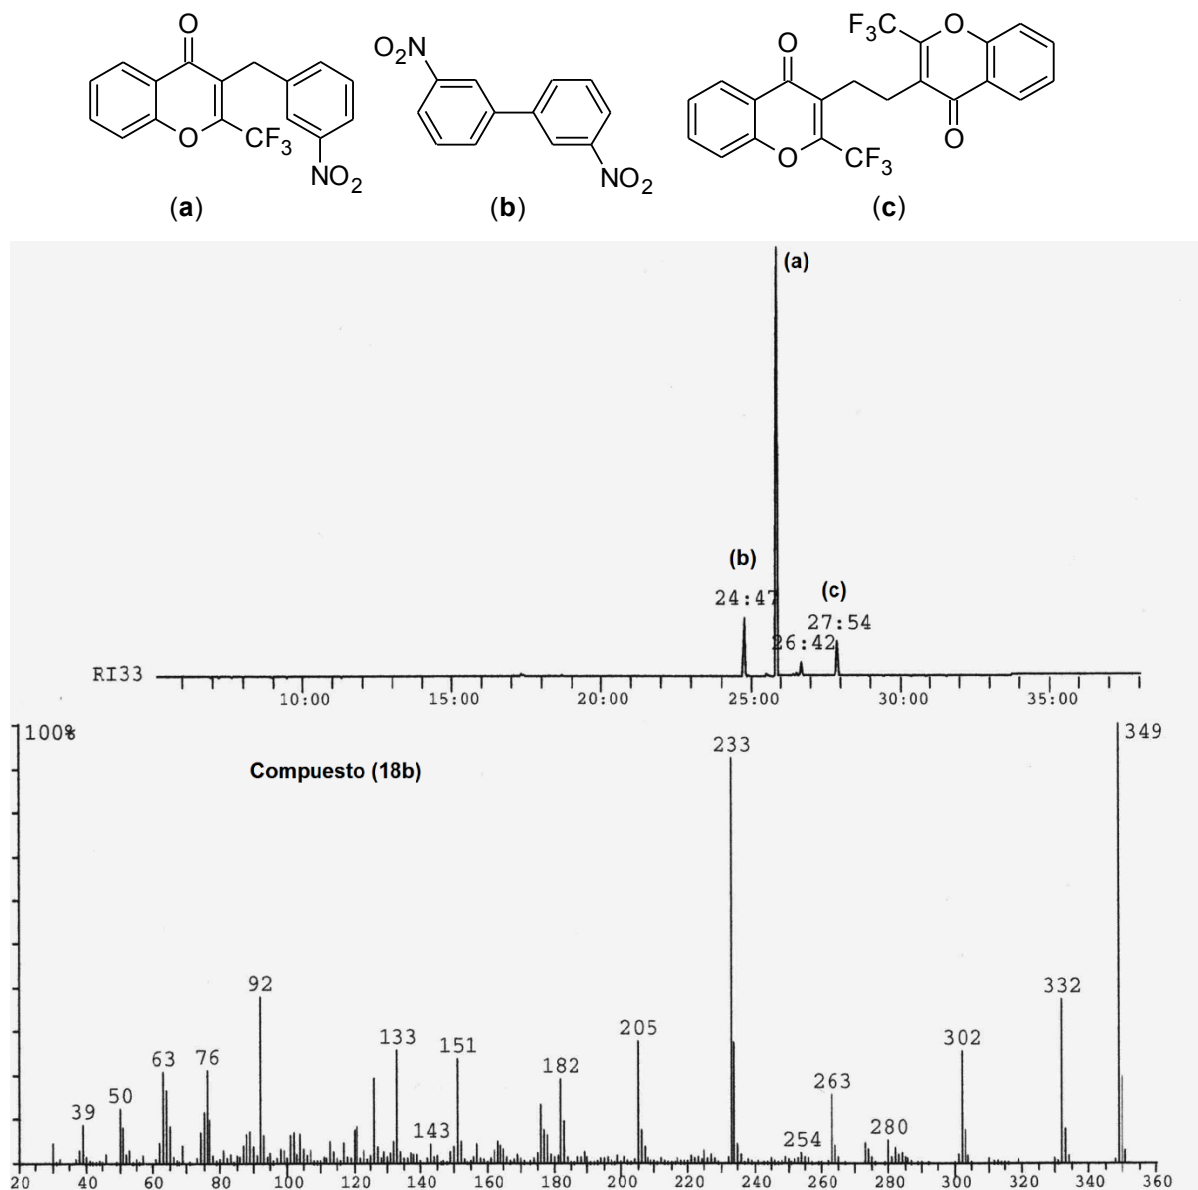 O
O₂N
O
F₃C
O
O
CF₃
NO₂
NO₂
O
CF₃
O
(a)
(b)
(c)
(a)
(b)
24:47
(c)
27:54
26:42
RI33
10:00 15:00 20:00 25:00 30:00 35:00
100%
Compuesto (18b)
349
233
92
332
133
205
302
151
63
76
182
263
50
39
143
254
280
20 40 60 80 100 120 140 160 180 200 220 240 260 280 300 320 340 360